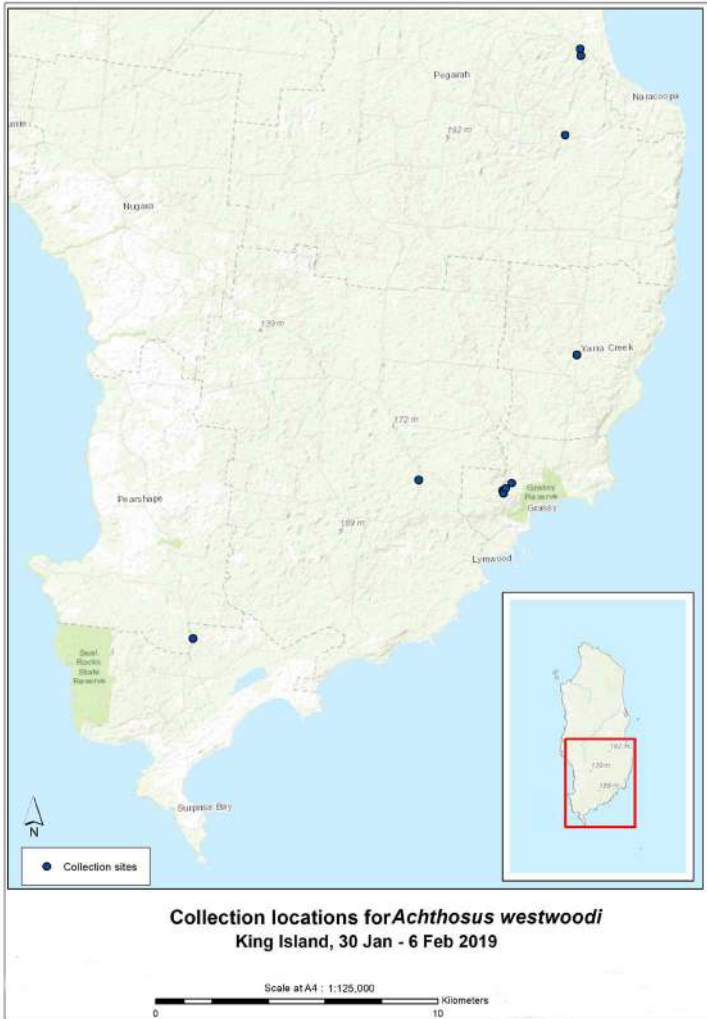 Pegarah
Naracoopa
192 m
Nugara
139 m
Yarra Creek
172 m
Grassy
Reserve
Grassy
Pearshape
189 m
Lymwood
Seal
Rocks
State
Reserve
192 m
139 m
189 m
Surprise Bay
N
Collection sites
Collection locations for Achthosus westwoodi
King Island, 30 Jan - 6 Feb 2019
Scale at A4 : 1:125,000
Kilometers
0 10